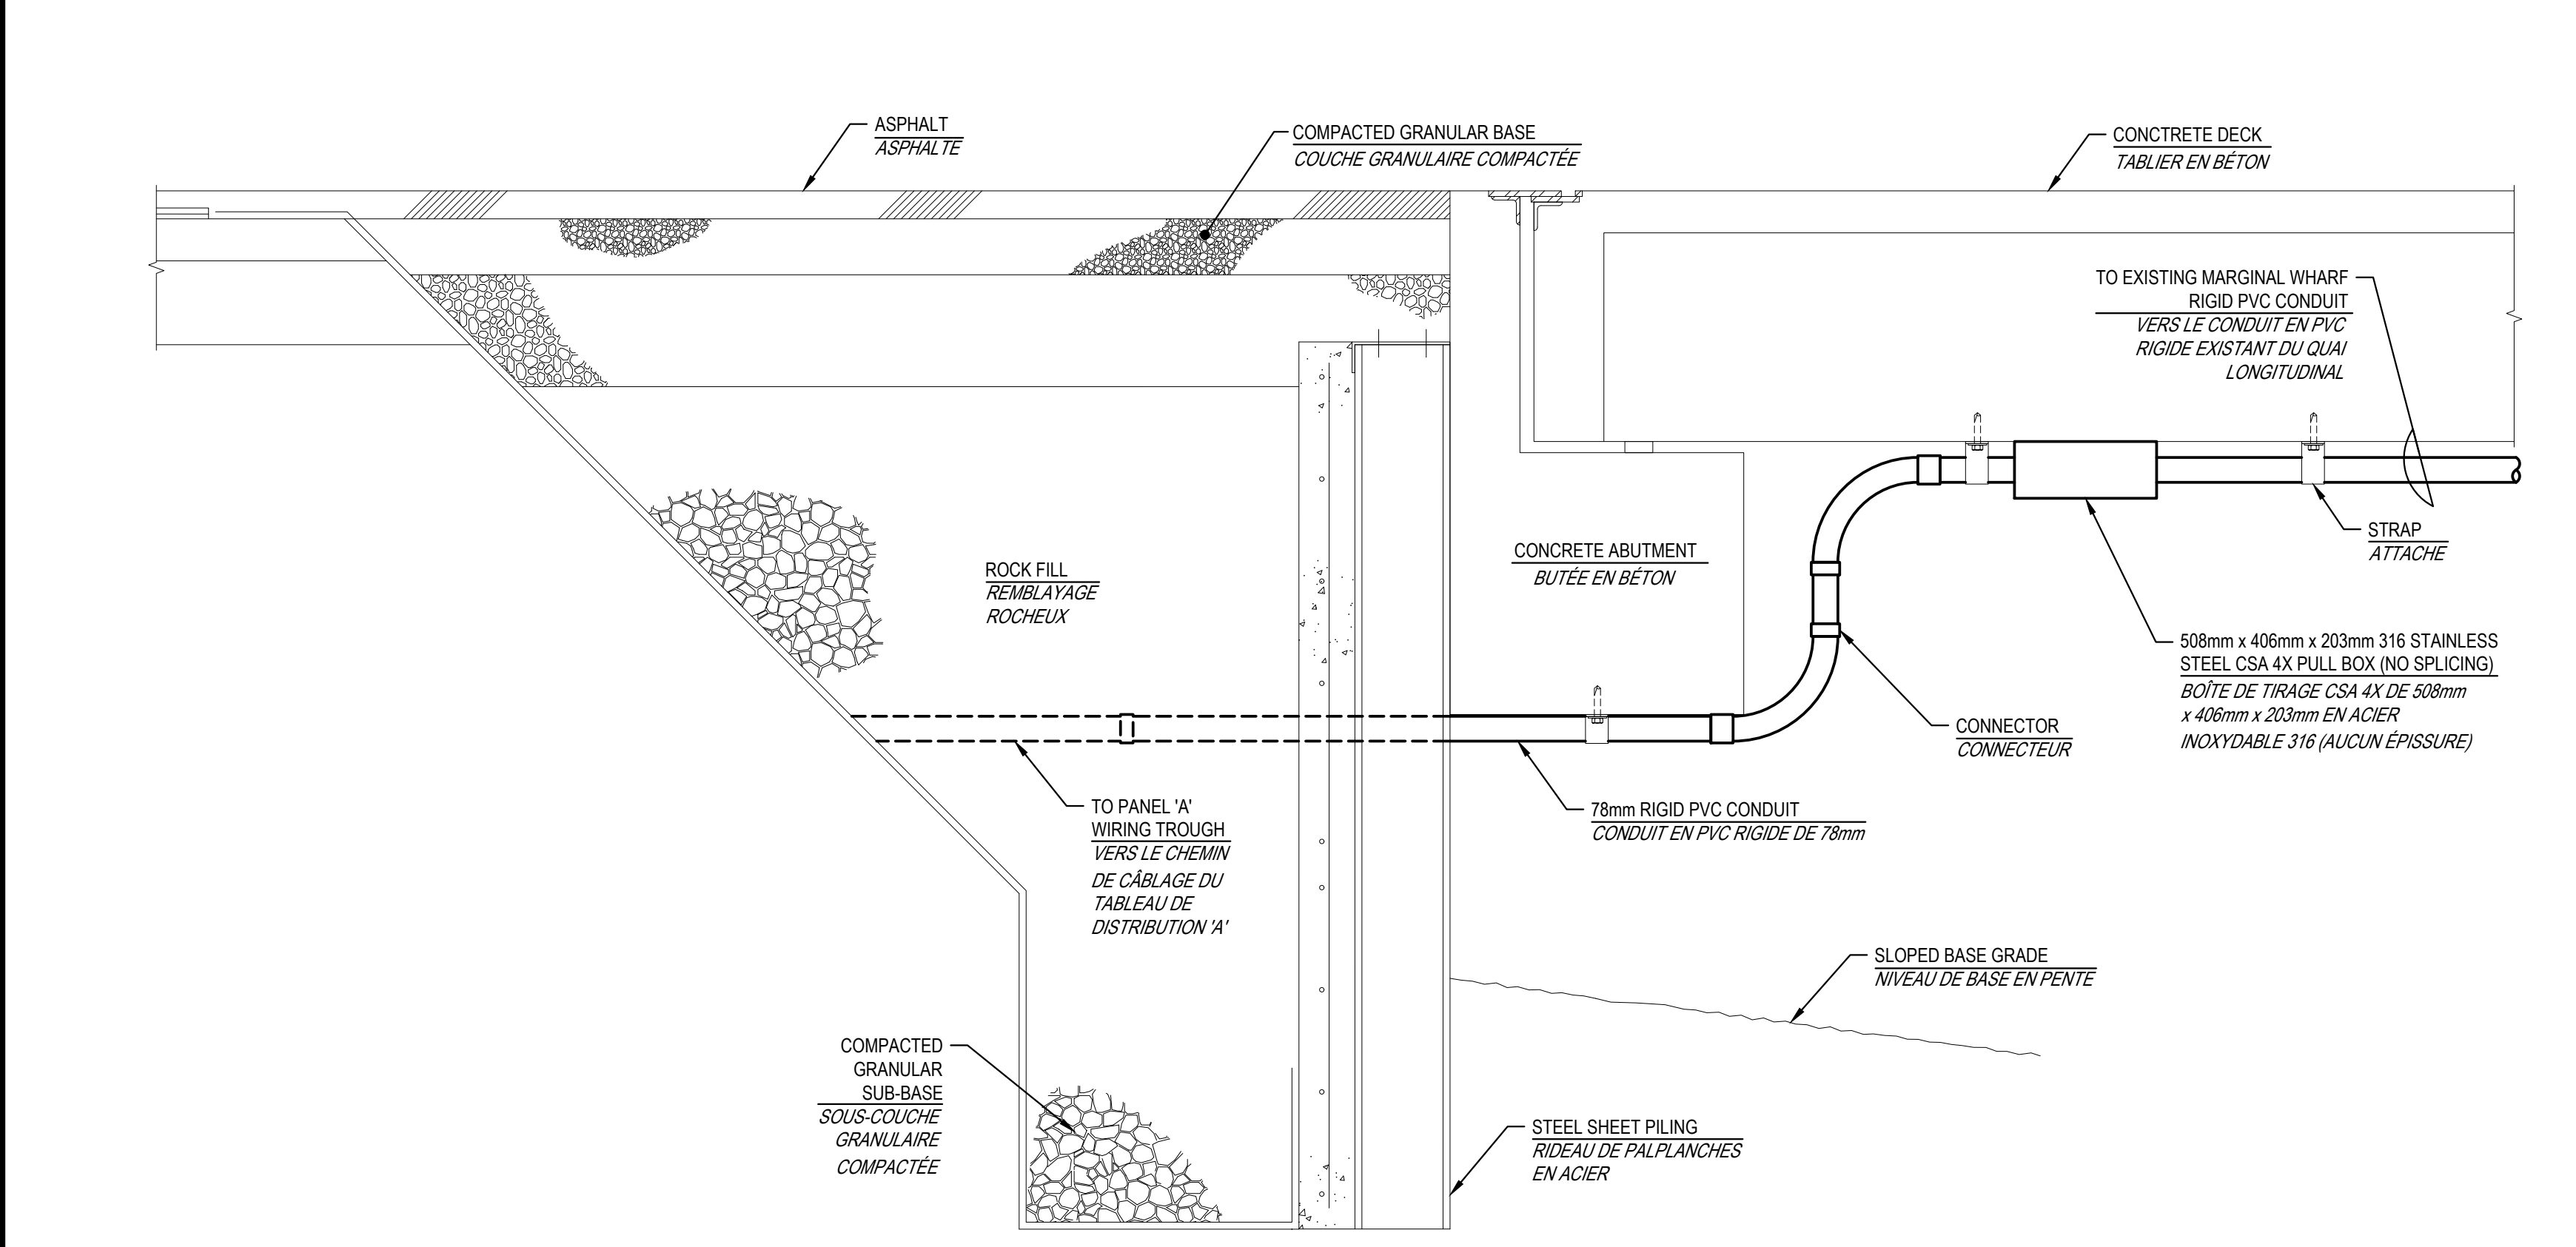 ASPHALT
ASPHALTE
COMPACTED GRANULAR BASE
COUCHE GRANULAIRE COMPACTÉE
CONCTRETE DECK
TABLIER EN BÉTON
TO EXISTING MARGINAL WHARF
RIGID PVC CONDUIT
VERS LE CONDUIT EN PVC
RIGIDE EXISTANT DU QUAI
LONGITUDINAL
STRAP
ATTACHE
CONCRETE ABUTMENT
BUTÉE EN BÉTON
ROCK FILL
REMBLAYAGE
ROCHEUX
508mm x 406mm x 203mm 316 STAINLESS
STEEL CSA 4X PULL BOX (NO SPLICING)
BOÎTE DE TIRAGE CSA 4X DE 508mm
x 406mm x 203mm EN ACIER
INOXYDABLE 316 (AUCUN ÉPISSURE)
CONNECTOR
CONNECTEUR
TO PANEL 'A'
WIRING TROUGH
VERS LE CHEMIN
DE CÂBLAGE DU
TABLEAU DE
DISTRIBUTION 'A'
78mm RIGID PVC CONDUIT
CONDUIT EN PVC RIGIDE DE 78mm
SLOPED BASE GRADE
NIVEAU DE BASE EN PENTE
COMPACTED
GRANULAR
SUB-BASE
SOUS-COUCHE
GRANULAIRE
COMPACTÉE
STEEL SHEET PILING
RIDEAU DE PALPLANCHES
EN ACIER